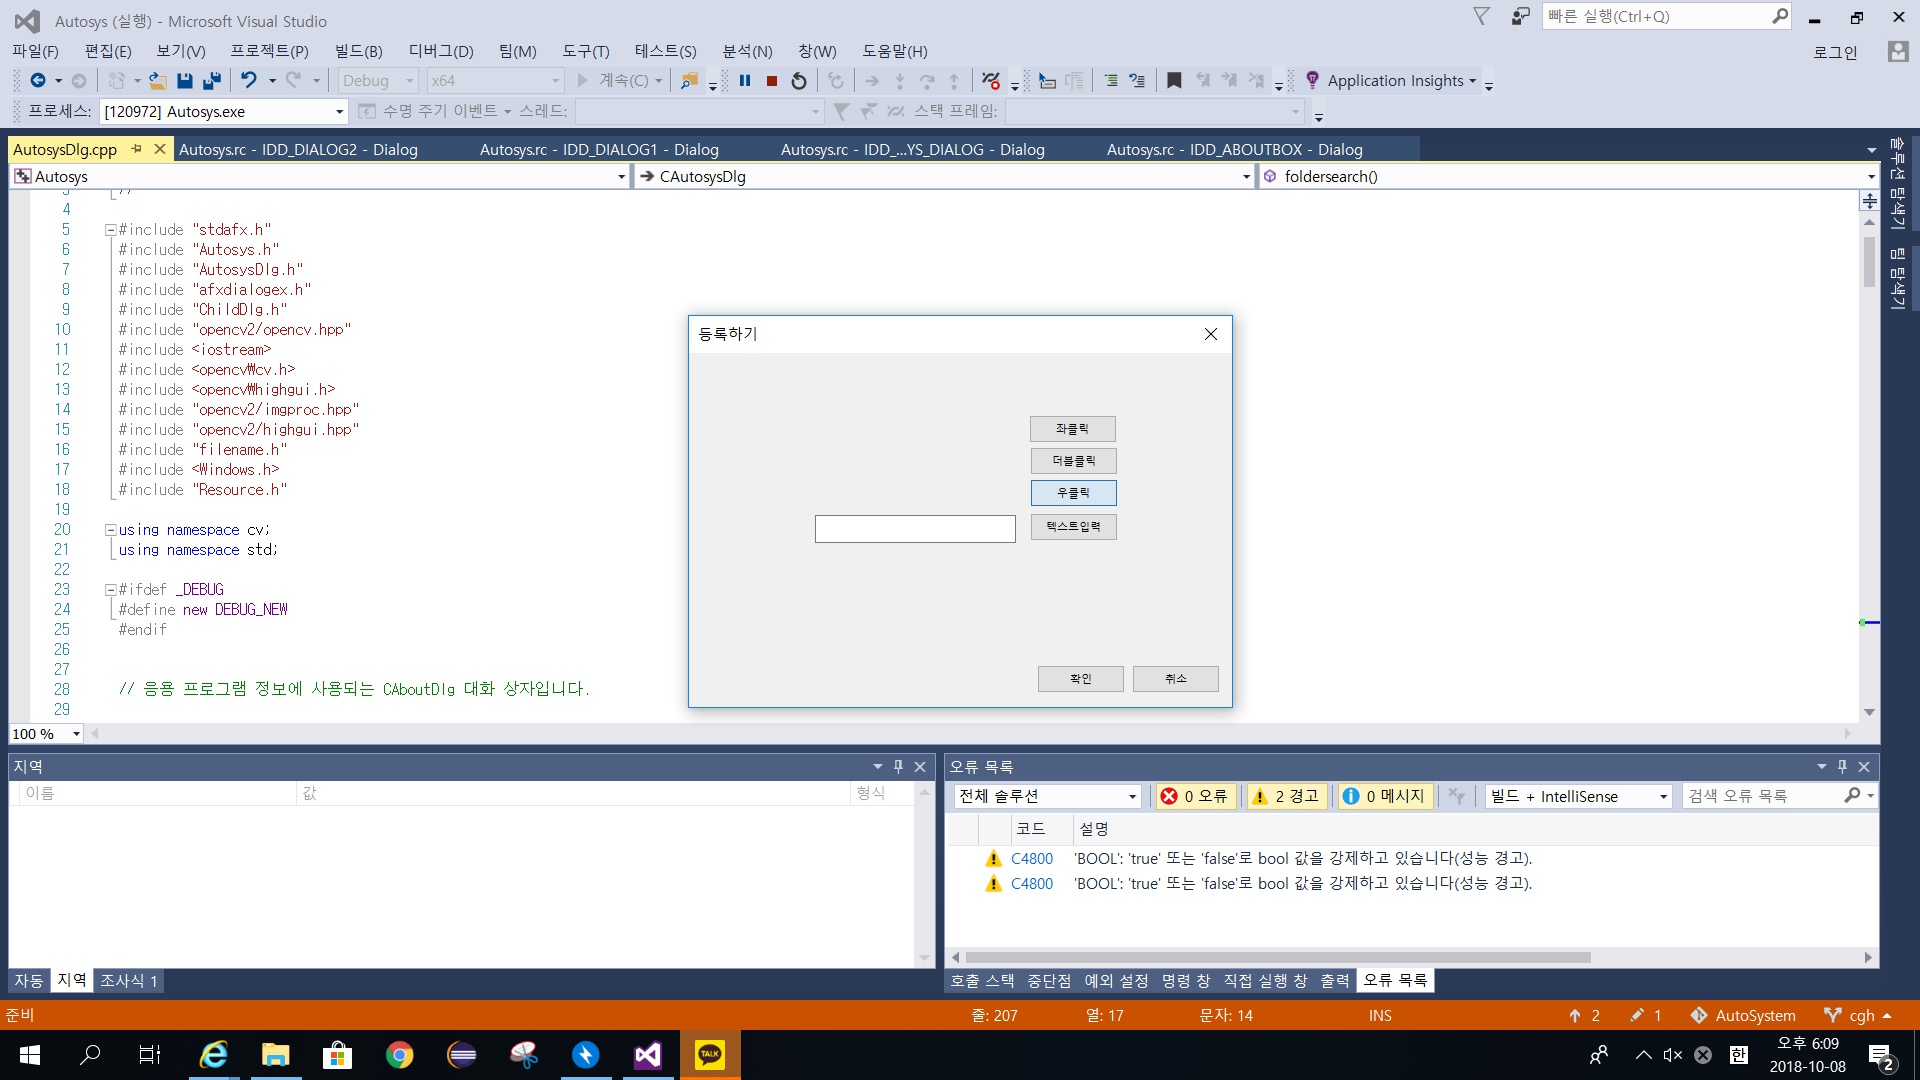 Autosys (실행) - Microsoft Visual Studio
빠른 실행(Ctrl+Q)
파일(F) 편집(E) 보기(V) 프로젝트(P) 빌드(B) 디버그(D) 팀(M) 도구(T) 테스트(S) 분석(N) 창(W) 도움말(H)
로그인
Debug x64 계속(C) Application Insights
프로세스: [120972] Autosys.exe 수명 주기 이벤트 스레드: 스택 프레임:
AutosysDlg.cpp Autosys.rc - IDD_DIALOG2 - Dialog Autosys.rc - IDD_DIALOG1 - Dialog Autosys.rc - IDD_...YS_DIALOG - Dialog Autosys.rc - IDD_ABOUTBOX - Dialog
Autosys CAutosysDlg foldersearch()
솔루션 탐색기
팀 탐색기
3 //
4
5 #include "stdafx.h"
6 #include "Autosys.h"
7 #include "AutosysDlg.h"
8 #include "afxdialogex.h"
9 #include "ChildDlg.h"
10 #include "opencv2/opencv.hpp"
11 #include <iostream>
12 #include <opencv₩cv.h>
13 #include <opencv₩highgui.h>
14 #include "opencv2/imgproc.hpp"
15 #include "opencv2/highgui.hpp"
16 #include "filename.h"
17 #include <Windows.h>
18 #include "Resource.h"
19
20 using namespace cv;
21 using namespace std;
22
23 #ifdef _DEBUG
24 #define new DEBUG_NEW
25 #endif
26
27
28 // 응용 프로그램 정보에 사용되는 CAboutDlg 대화 상자입니다.
29
100 %
등록하기
좌클릭
더블클릭
우클릭
텍스트입력
확인 취소
지역
이름 값 형식
자동 지역 조사식 1
오류 목록
전체 솔루션 0 오류 2 경고 0 메시지 빌드 + IntelliSense 검색 오류 목록
코드 설명
C4800 'BOOL': 'true' 또는 'false'로 bool 값을 강제하고 있습니다(성능 경고).
C4800 'BOOL': 'true' 또는 'false'로 bool 값을 강제하고 있습니다(성능 경고).
호출 스택 중단점 예외 설정 명령 창 직접 실행 창 출력 오류 목록
준비 줄: 207 열: 17 문자: 14 INS 2 1 AutoSystem cgh
TALK
한
오후 6:09
2018-10-08
2